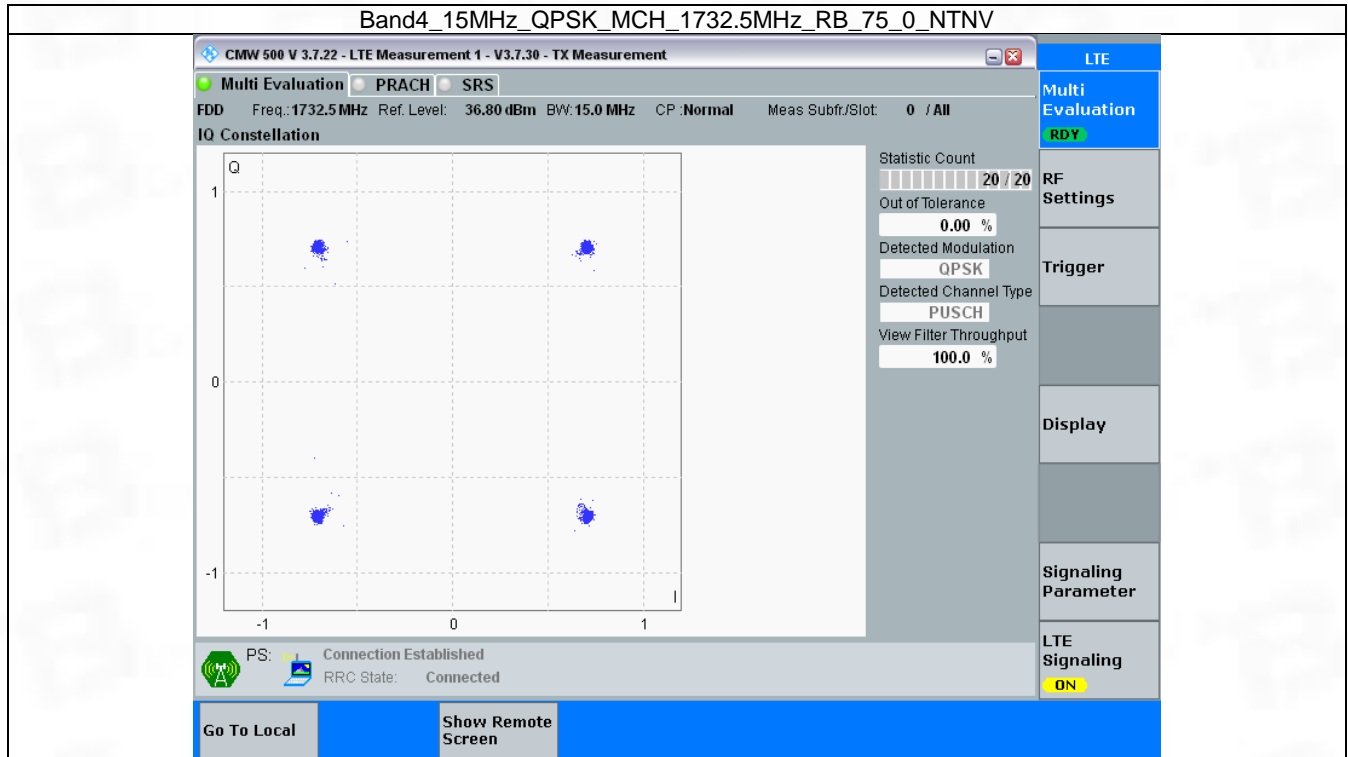 Band4_15MHz_QPSK_MCH_1732.5MHz_RB_75_0_NTNV
CMW 500 V 3.7.22 - LTE Measurement 1 - V3.7.30 - TX Measurement
LTE
Multi Evaluation PRACH SRS
FDD Freq.:1732.5 MHz Ref. Level: 36.80 dBm BW:15.0 MHz CP :Normal Meas Subfr./Slot: 0 / All
IQ Constellation
Q
1
0
-1
I
-1 0 1
Statistic Count
20 / 20
Out of Tolerance
0.00 %
Detected Modulation
QPSK
Detected Channel Type
PUSCH
View Filter Throughput
100.0 %
Multi
Evaluation
RDY
RF
Settings
Trigger
Display
Signaling
Parameter
LTE
Signaling
ON
PS: Connection Established
RRC State: Connected
Go To Local
Show Remote
Screen